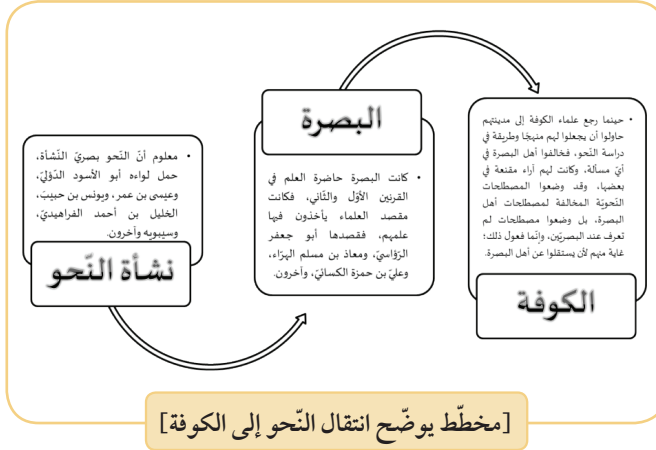 • معلوم أنّ النّحو بصريّ النّشأة،
حمل لواءه أبو الأسود الدّؤليّ،
وعيسى بن عمر، ويونس بن حبيبَ،
الخليل بن أحمد الفراهيديّ،
وسيبويه وآخرون.
نشأة النّحو
البصرة
• كانت البصرة حاضرة العلم في
القرنين الأوّل والثّاني، فكانت
مقصد العلماء يأخذون فيها
علمهم، فقصدها أبو جعفر
الرّؤاسيّ، ومعاذ بن مسلم الهرّاء،
وعليّ بن حمزة الكسائيّ، وآخرون.
• حينما رجع علماء الكوفة إلى مدينتهم
حاولوا أن يجعلوا لهم منهجًا وطريقة في
دراسة النّحو، فخالفوا أهل البصرة في
أيّ مسألة، وكانت لهم آراء مقنعة في
بعضها، وقد وضعوا المصطلحات
النّحويّة المخالفة لمصطلحات أهل
البصرة، بل وضعوا مصطلحات لم
تعرف عند البصريّين، وإنّما فعول ذلك؛
غاية منهم لأن يستقلوا عن أهل البصرة.
الكوفة
[مخطّط يوضّح انتقال النّحو إلى الكوفة]